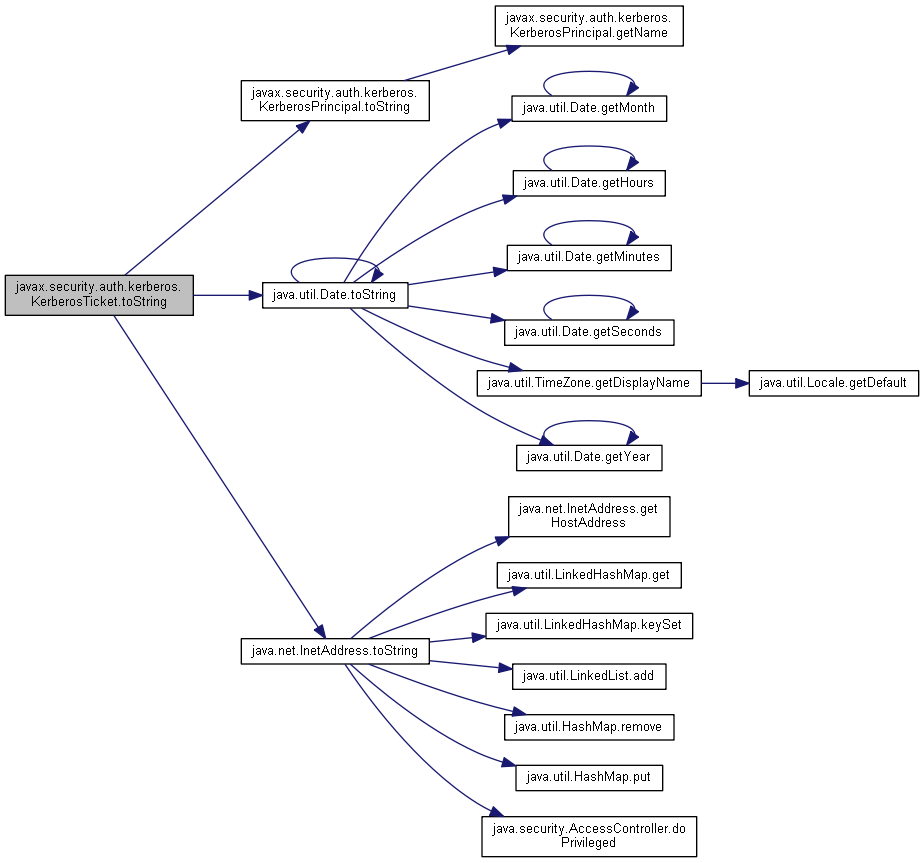 javax.security.auth.kerberos.
KerberosPrincipal.getName
javax.security.auth.kerberos.
KerberosPrincipal.toString
java.util.Date.getMonth
java.util.Date.getHours
java.util.Date.getMinutes
javax.security.auth.kerberos.
KerberosTicket.toString
java.util.Date.toString
java.util.Date.getSeconds
java.util.TimeZone.getDisplayName
java.util.Locale.getDefault
java.util.Date.getYear
java.net.InetAddress.get
HostAddress
java.util.LinkedHashMap.get
java.util.LinkedHashMap.keySet
java.net.InetAddress.toString
java.util.LinkedList.add
java.util.HashMap.remove
java.util.HashMap.put
java.security.AccessController.do
Privileged